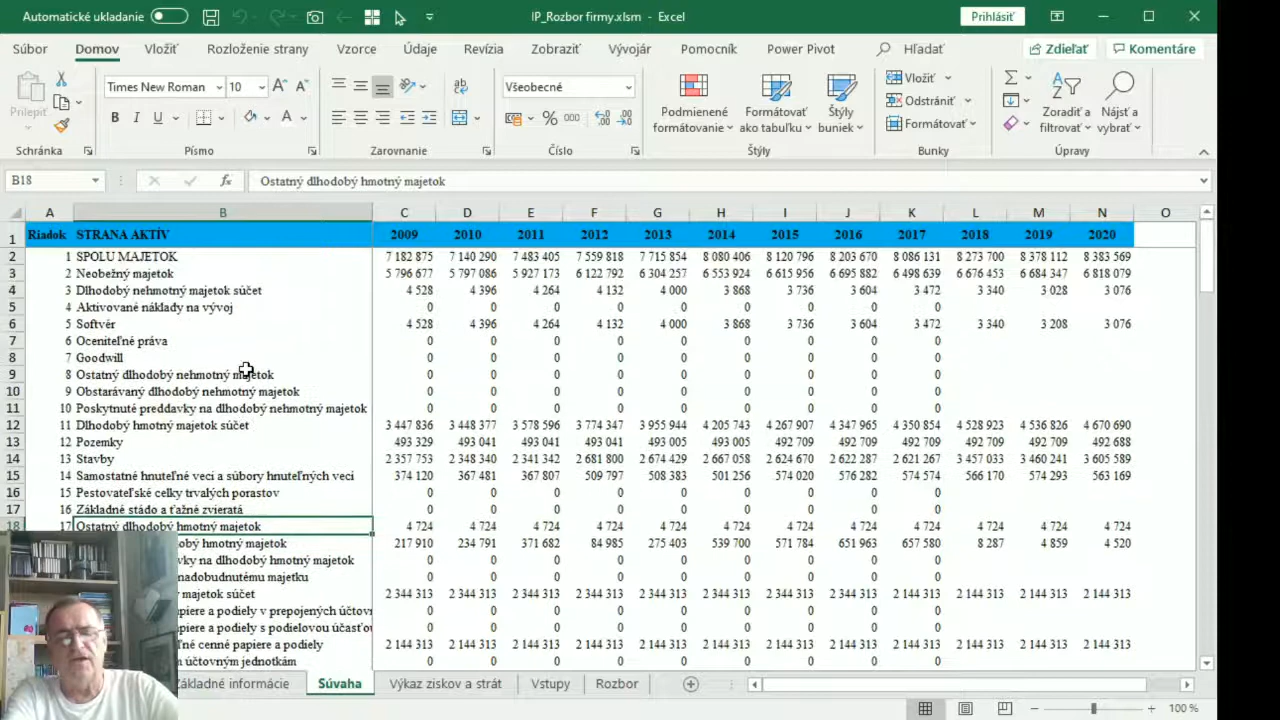 Automatické ukladanie IP_Rozbor firmy.xlsm - Excel Prihlásiť
Súbor Domov Vložiť Rozloženie strany Vzorce Údaje Revízia Zobraziť Vývojár Pomocník Power Pivot Hľadať Zdieľať Komentáre
Prilepiť Times New Roman 10 Všeobecné Podmienené formátovanie Formátovať ako tabuľku Štýly buniek Vložiť Odstrániť Formátovať Zoradiť a filtrovať Nájsť a vybrať
Schránka Písmo Zarovnanie Číslo Štýly Bunky Úpravy
B18 fx Ostatný dlhodobý hmotný majetok
A B C D E F G H I J K L M N O
1 Riadok STRANA AKTÍV 2009 2010 2011 2012 2013 2014 2015 2016 2017 2018 2019 2020
2 1 SPOLU MAJETOK 7 182 875 7 140 290 7 483 405 7 559 818 7 715 854 8 080 406 8 120 796 8 203 670 8 086 131 8 273 700 8 378 112 8 383 569
3 2 Neobežný majetok 5 796 677 5 797 086 5 927 173 6 122 792 6 304 257 6 553 924 6 615 956 6 695 882 6 498 639 6 676 453 6 684 347 6 818 079
4 3 Dlhodobý nehmotný majetok súčet 4 528 4 396 4 264 4 132 4 000 3 868 3 736 3 604 3 472 3 340 3 028 3 076
5 4 Aktivované náklady na vývoj 0 0 0 0 0 0 0 0 0
6 5 Softvér 4 528 4 396 4 264 4 132 4 000 3 868 3 736 3 604 3 472 3 340 3 208 3 076
7 6 Oceniteľné práva 0 0 0 0 0 0 0 0 0
8 7 Goodwill 0 0 0 0 0 0 0 0 0
9 8 Ostatný dlhodobý nehmotný majetok 0 0 0 0 0 0 0 0 0
10 9 Obstarávaný dlhodobý nehmotný majetok 0 0 0 0 0 0 0 0 0
11 10 Poskytnuté preddavky na dlhodobý nehmotný majetok 0 0 0 0 0 0 0 0 0
12 11 Dlhodobý hmotný majetok súčet 3 447 836 3 448 377 3 578 596 3 774 347 3 955 944 4 205 743 4 267 907 4 347 965 4 350 854 4 528 923 4 536 826 4 670 690
13 12 Pozemky 493 329 493 041 493 041 493 041 493 005 493 005 492 709 492 709 492 709 492 709 492 709 492 688
14 13 Stavby 2 357 753 2 348 340 2 341 342 2 681 800 2 674 429 2 667 058 2 624 670 2 622 287 2 621 267 3 457 033 3 460 241 3 605 589
15 14 Samostatné hnuteľné veci a súbory hnuteľných vecí 374 120 367 481 367 807 509 797 508 383 501 256 574 020 576 282 574 574 566 170 574 293 563 169
16 15 Pestovateľské celky trvalých porastov 0 0 0 0 0 0 0 0 0
17 16 Základné stádo a ťažné zvieratá 0 0 0 0 0 0 0 0 0
18 17 Ostatný dlhodobý hmotný majetok 4 724 4 724 4 724 4 724 4 724 4 724 4 724 4 724 4 724 4 724 4 724 4 724
dobý hmotný majetok 217 910 234 791 371 682 84 985 275 403 539 700 571 784 651 963 657 580 8 287 4 859 4 520
vky na dlhodobý hmotný majetok 0 0 0 0 0 0 0 0 0
nadobudnutému majetku 0 0 0 0 0 0 0 0 0
majetok súčet 2 344 313 2 344 313 2 344 313 2 344 313 2 344 313 2 344 313 2 344 313 2 344 313 2 144 313 2 144 313 2 144 313 2 144 313
apiere a podiely v prepojených účtov 0 0 0 0 0 0 0 0 0
apiere a podiely s podielovou účasťou 0 0 0 0 0 0 0 0 0
né cenné papiere a podiely 2 144 313 2 144 313 2 144 313 2 144 313 2 144 313 2 144 313 2 144 313 2 144 313 2 144 313 2 144 313 2 144 313 2 144 313
m účtovným jednotkám 0 0 0 0 0 0 0 0 0
Základné informácie Súvaha Výkaz ziskov a strát Vstupy Rozbor
100 %